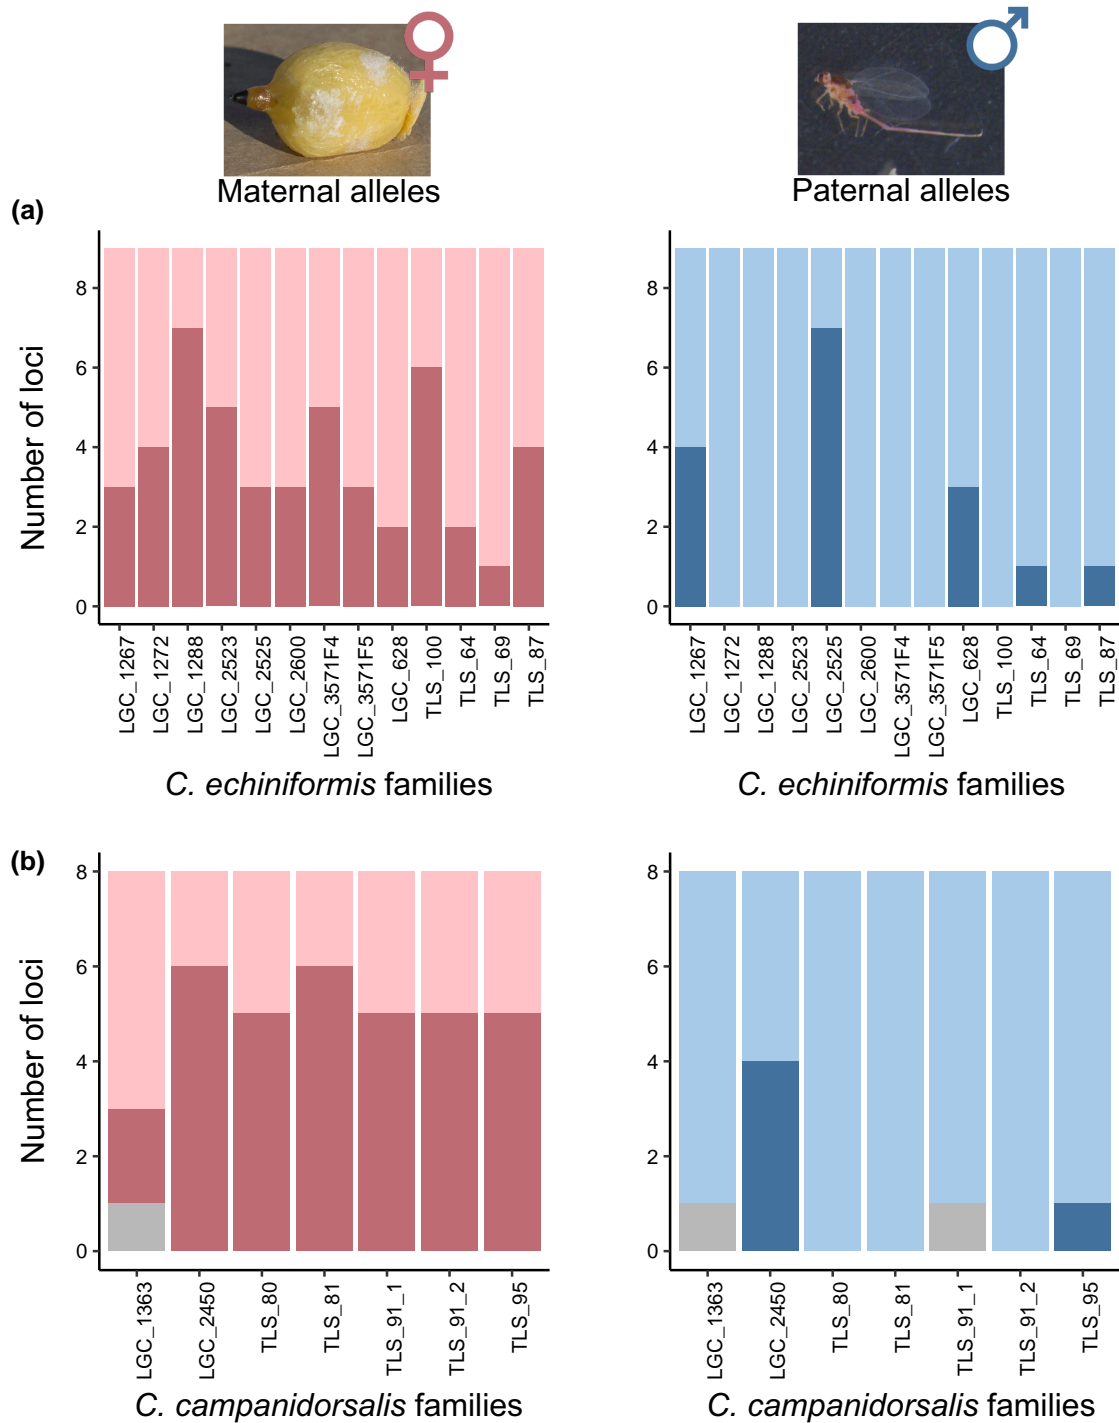 Maternal alleles
Paternal alleles
(a)
Number of loci
8
6
4
2
0
LGC_1267
LGC_1272
LGC_1288
LGC_2523
LGC_2525
LGC_2600
LGC_3571F4
LGC_3571F5
LGC_628
TLS_100
TLS_64
TLS_69
TLS_87
C. echiniformis families
8
6
4
2
0
LGC_1267
LGC_1272
LGC_1288
LGC_2523
LGC_2525
LGC_2600
LGC_3571F4
LGC_3571F5
LGC_628
TLS_100
TLS_64
TLS_69
TLS_87
C. echiniformis families
(b)
Number of loci
8
6
4
2
0
LGC_1363
LGC_2450
TLS_80
TLS_81
TLS_91_1
TLS_91_2
TLS_95
C. campanidorsalis families
8
6
4
2
0
LGC_1363
LGC_2450
TLS_80
TLS_81
TLS_91_1
TLS_91_2
TLS_95
C. campanidorsalis families